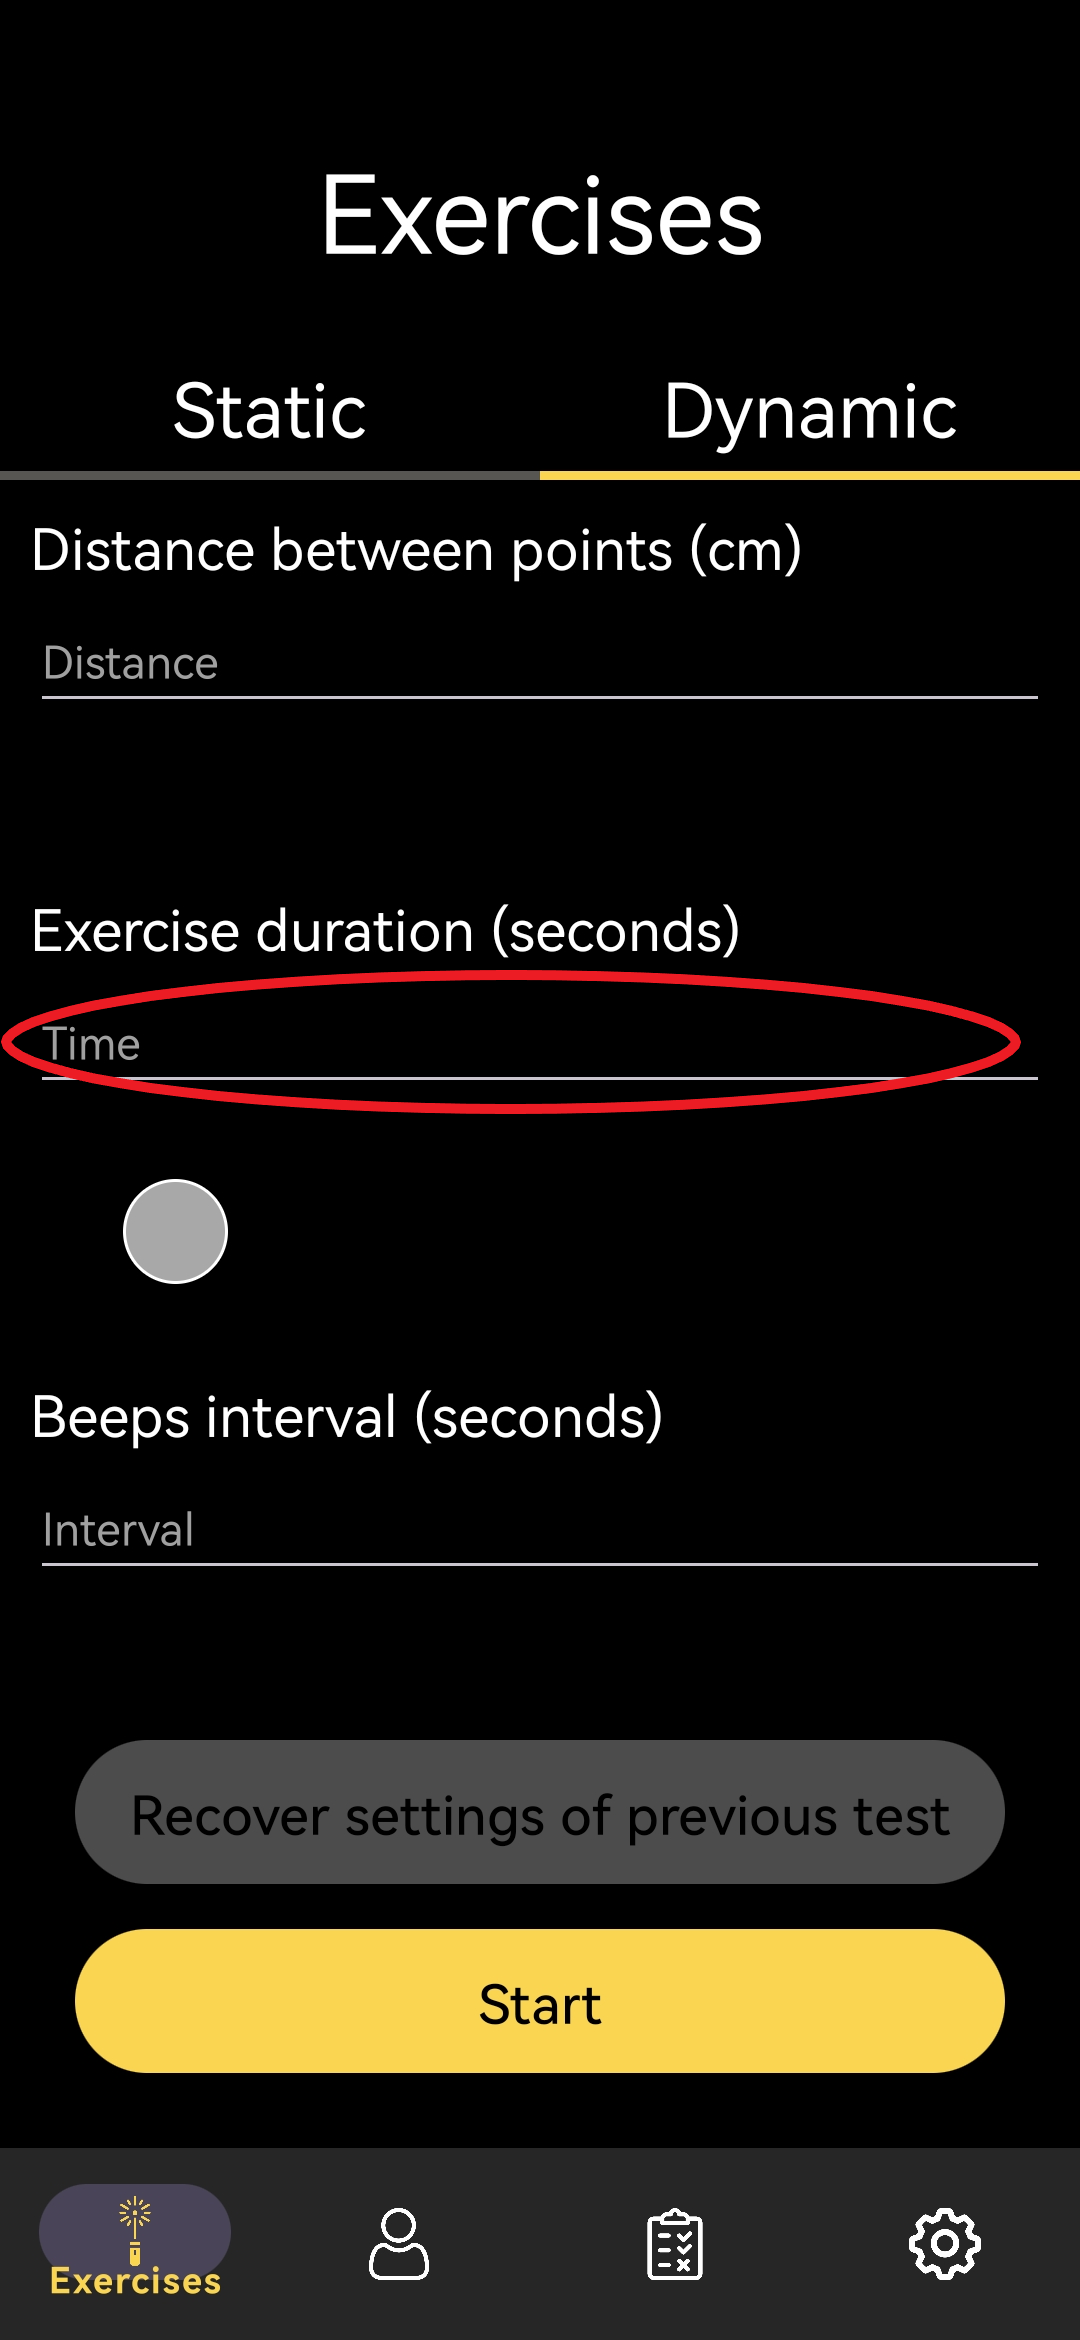 Exercises
Static
Dynamic
Distance between points (cm)
Distance
Exercise duration (seconds)
Time
Beeps interval (seconds)
Interval
Recover settings of previous test
Start
Exercises